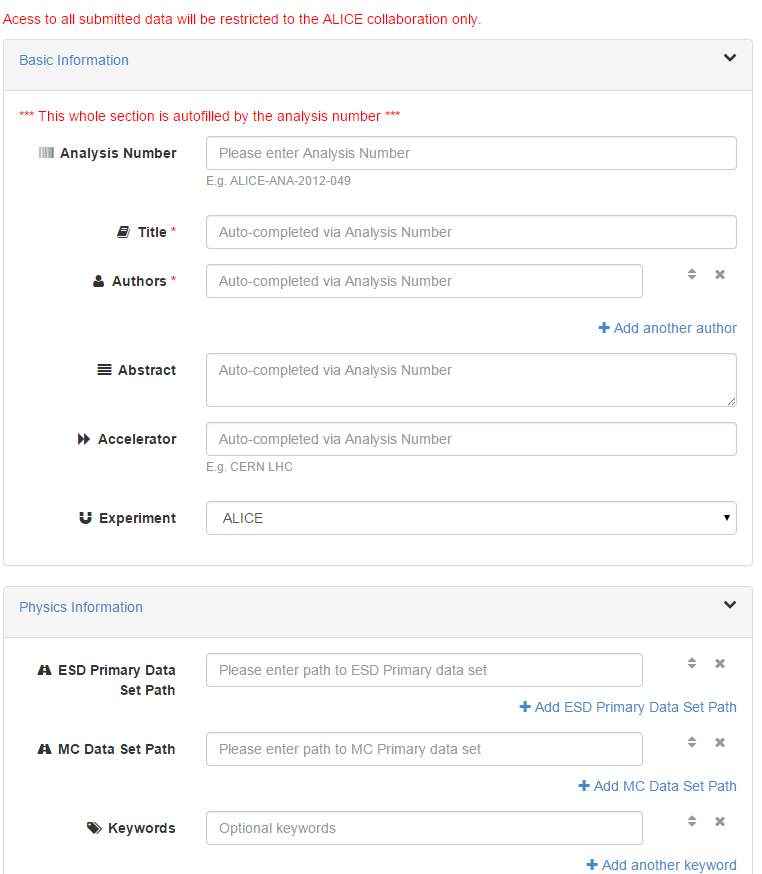 Acess to all submitted data will be restricted to the ALICE collaboration only.
Basic Information
*** This whole section is autofilled by the analysis number ***
Analysis Number
Please enter Analysis Number
E.g. ALICE-ANA-2012-049
Title *
Auto-completed via Analysis Number
Authors *
Auto-completed via Analysis Number
Add another author
Abstract
Auto-completed via Analysis Number
Accelerator
Auto-completed via Analysis Number
E.g. CERN LHC
Experiment
ALICE
Physics Information
ESD Primary Data
Set Path
Please enter path to ESD Primary data set
Add ESD Primary Data Set Path
MC Data Set Path
Please enter path to MC Primary data set
Add MC Data Set Path
Keywords
Optional keywords
Add another keyword